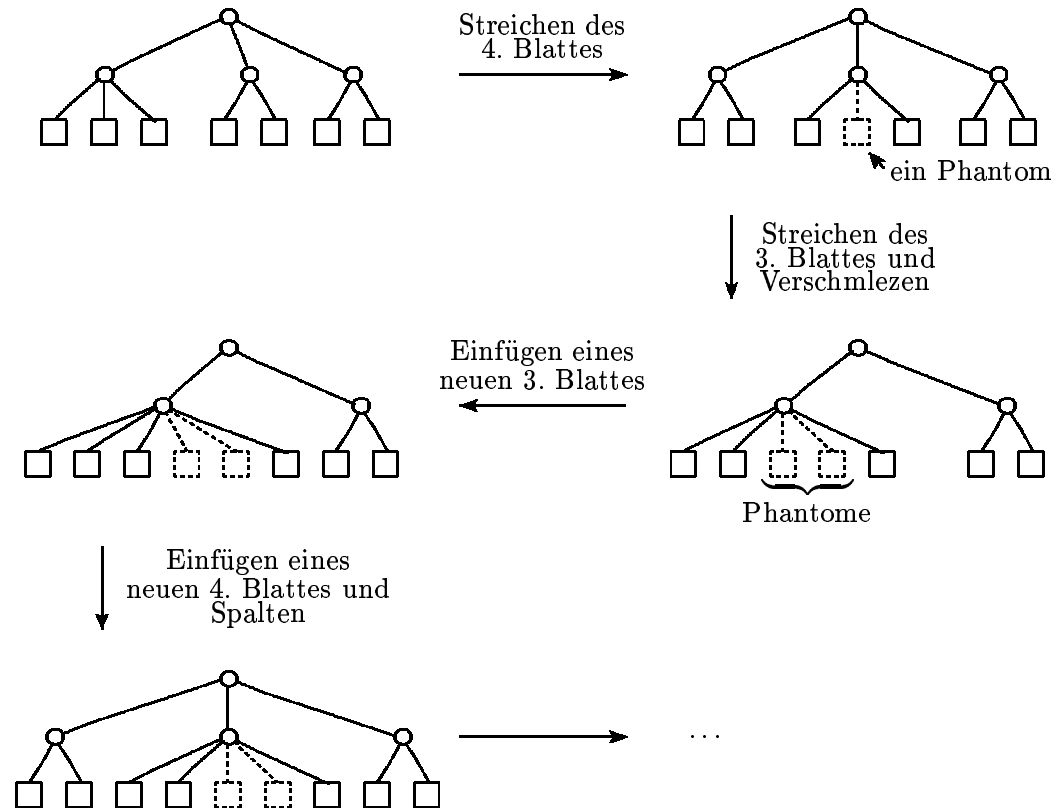 Streichen des
4. Blattes
ein Phantom
Streichen des
3. Blattes und
Verschmlezen
Einfügen eines
neuen 3. Blattes
Phantome
Einfügen eines
neuen 4. Blattes und
Spalten
...